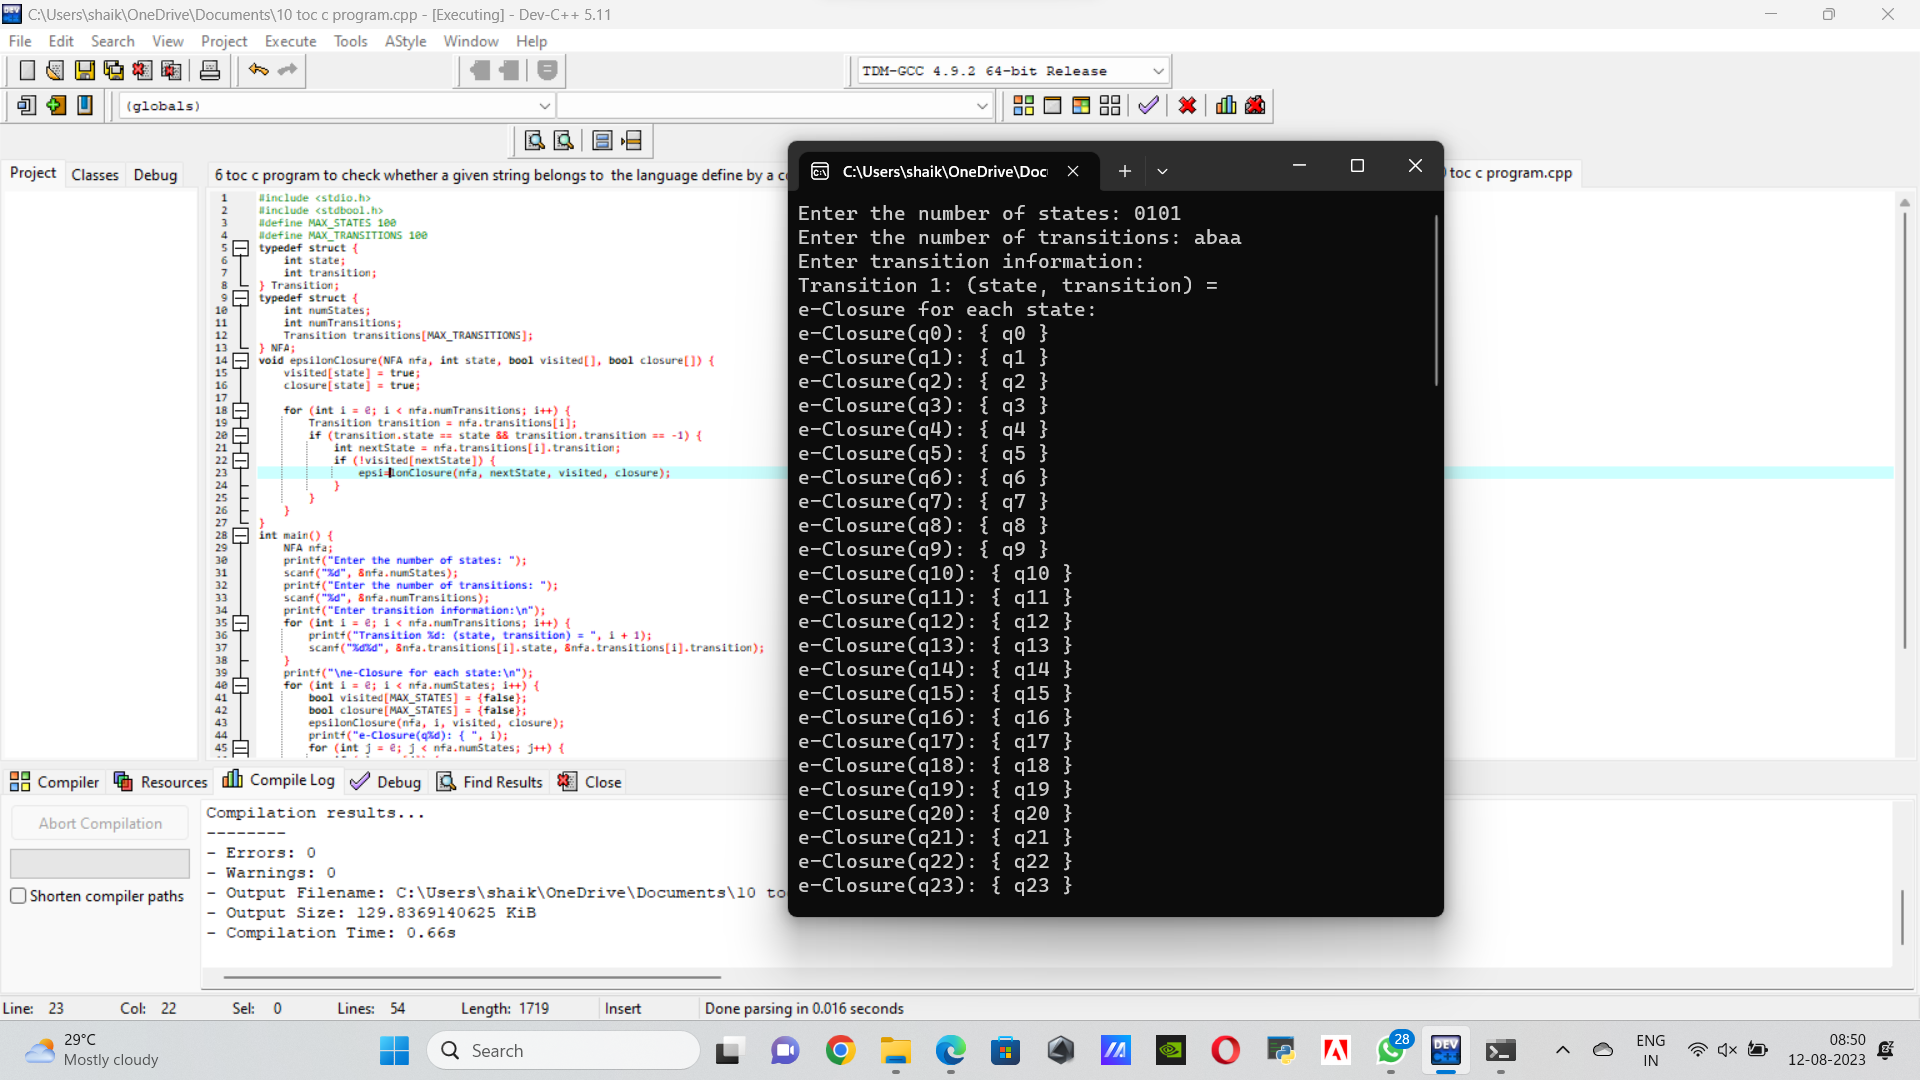 C:\Users\shaik\OneDrive\Documents\10 toc c program.cpp - [Executing] - Dev-C++ 5.11
File Edit Search View Project Execute Tools AStyle Window Help
TDM-GCC 4.9.2 64-bit Release
(globals)
Project Classes Debug
6 toc c program to check whether a given string belongs to the language define by a c
toc c program.cpp
1 #include <stdio.h>
2 #include <stdbool.h>
3 #define MAX_STATES 100
4 #define MAX_TRANSITIONS 100
5 typedef struct {
6 int state;
7 int transition;
8 } Transition;
9 typedef struct {
10 int numStates;
11 int numTransitions;
12 Transition transitions[MAX_TRANSITIONS];
13 } NFA;
14 void epsilonClosure(NFA nfa, int state, bool visited[], bool closure[]) {
15 visited[state] = true;
16 closure[state] = true;
17
18 for (int i = 0; i < nfa.numTransitions; i++) {
19 Transition transition = nfa.transitions[i];
20 if (transition.state == state && transition.transition == -1) {
21 int nextState = nfa.transitions[i].transition;
22 if (!visited[nextState]) {
23 epsilonClosure(nfa, nextState, visited, closure);
24 }
25 }
26 }
27 }
28 int main() {
29 NFA nfa;
30 printf("Enter the number of states: ");
31 scanf("%d", &nfa.numStates);
32 printf("Enter the number of transitions: ");
33 scanf("%d", &nfa.numTransitions);
34 printf("Enter transition information:\n");
35 for (int i = 0; i < nfa.numTransitions; i++) {
36 printf("Transition %d: (state, transition) = ", i + 1);
37 scanf("%d%d", &nfa.transitions[i].state, &nfa.transitions[i].transition);
38 }
39 printf("\ne-Closure for each state:\n");
40 for (int i = 0; i < nfa.numStates; i++) {
41 bool visited[MAX_STATES] = {false};
42 bool closure[MAX_STATES] = {false};
43 epsilonClosure(nfa, i, visited, closure);
44 printf("e-Closure(q%d): { ", i);
45 for (int j = 0; j < nfa.numStates; j++) {
C:\Users\shaik\OneDrive\Doc
Enter the number of states: 0101
Enter the number of transitions: abaa
Enter transition information:
Transition 1: (state, transition) =
e-Closure for each state:
e-Closure(q0): { q0 }
e-Closure(q1): { q1 }
e-Closure(q2): { q2 }
e-Closure(q3): { q3 }
e-Closure(q4): { q4 }
e-Closure(q5): { q5 }
e-Closure(q6): { q6 }
e-Closure(q7): { q7 }
e-Closure(q8): { q8 }
e-Closure(q9): { q9 }
e-Closure(q10): { q10 }
e-Closure(q11): { q11 }
e-Closure(q12): { q12 }
e-Closure(q13): { q13 }
e-Closure(q14): { q14 }
e-Closure(q15): { q15 }
e-Closure(q16): { q16 }
e-Closure(q17): { q17 }
e-Closure(q18): { q18 }
e-Closure(q19): { q19 }
e-Closure(q20): { q20 }
e-Closure(q21): { q21 }
e-Closure(q22): { q22 }
e-Closure(q23): { q23 }
Compiler Resources Compile Log Debug Find Results Close
Abort Compilation
Shorten compiler paths
Compilation results...
--------
- Errors: 0
- Warnings: 0
- Output Filename: C:\Users\shaik\OneDrive\Documents\10 to
- Output Size: 129.8369140625 KiB
- Compilation Time: 0.66s
Line: 23 Col: 22 Sel: 0 Lines: 54 Length: 1719 Insert Done parsing in 0.016 seconds
29°C
Mostly cloudy
Search
28
DEV
ENG
IN
08:50
12-08-2023